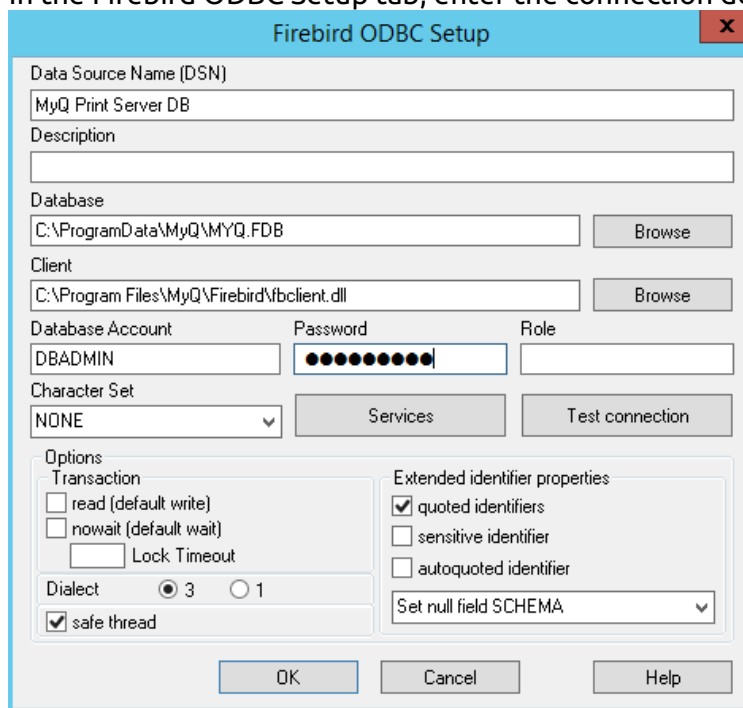 In the Firebird ODBC Setup tab, enter the connection de
Firebird ODBC Setup
x
Data Source Name (DSN)
MyQ Print Server DB
Description
Database
C:\ProgramData\MyQ\MYQ.FDB
Browse
Client
C:\Program Files\MyQ\Firebird\fbclient.dll
Browse
Database Account Password Role
DBADMIN ●●●●●●●●●
Character Set
NONE Services Test connection
Options
Transaction
read (default write)
nowait (default wait)
Lock Timeout
Dialect 3 1
safe thread
Extended identifier properties
quoted identifiers
sensitive identifier
autoquoted identifier
Set null field SCHEMA
OK Cancel Help